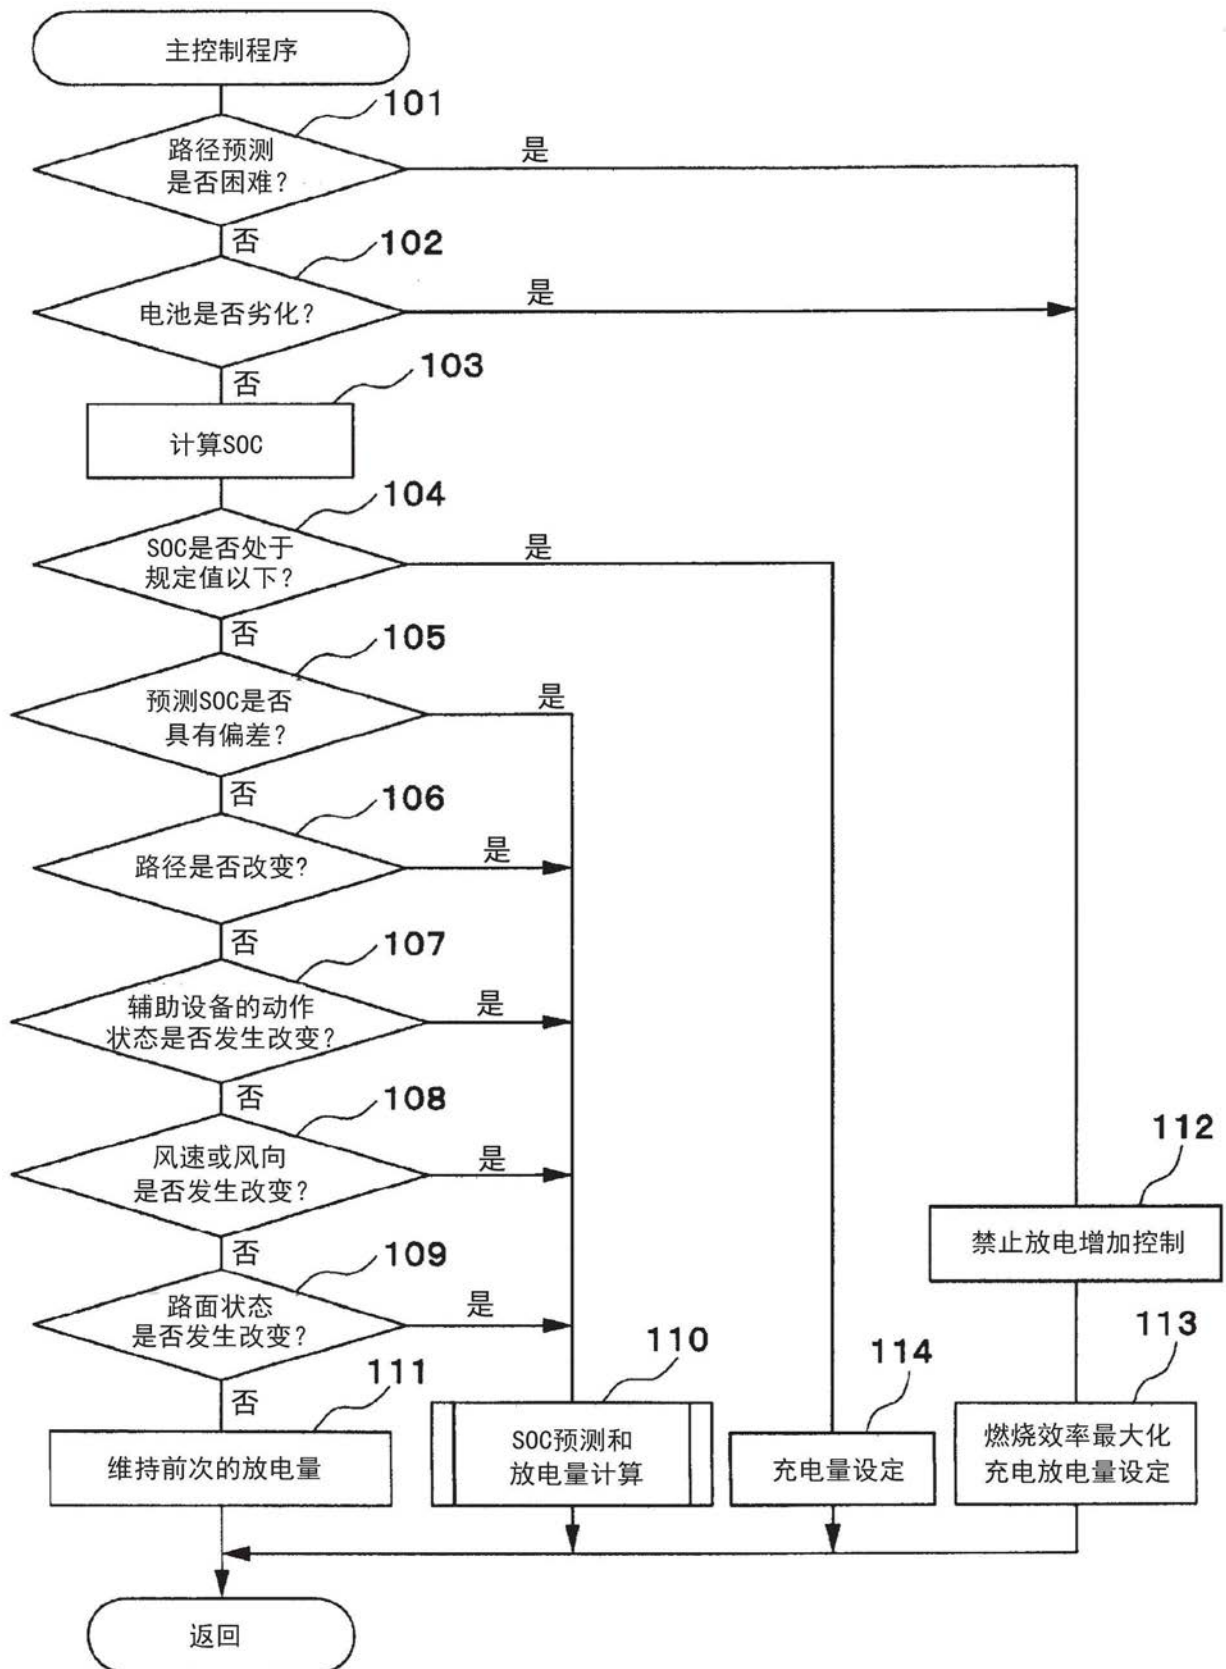 主控制程序
101
路径预测
是否困难?
是
否
102
电池是否劣化?
是
否
103
计算SOC
104
SOC是否处于
规定值以下?
是
否
105
预测SOC是否
具有偏差?
是
否
106
路径是否改变?
是
否
107
辅助设备的动作
状态是否发生改变?
是
否
108
风速或风向
是否发生改变?
是
否
109
路面状态
是否发生改变?
是
否
111
维持前次的放电量
110
SOC预测和
放电量计算
114
充电量设定
112
禁止放电增加控制
113
燃烧效率最大化
充电放电量设定
返回